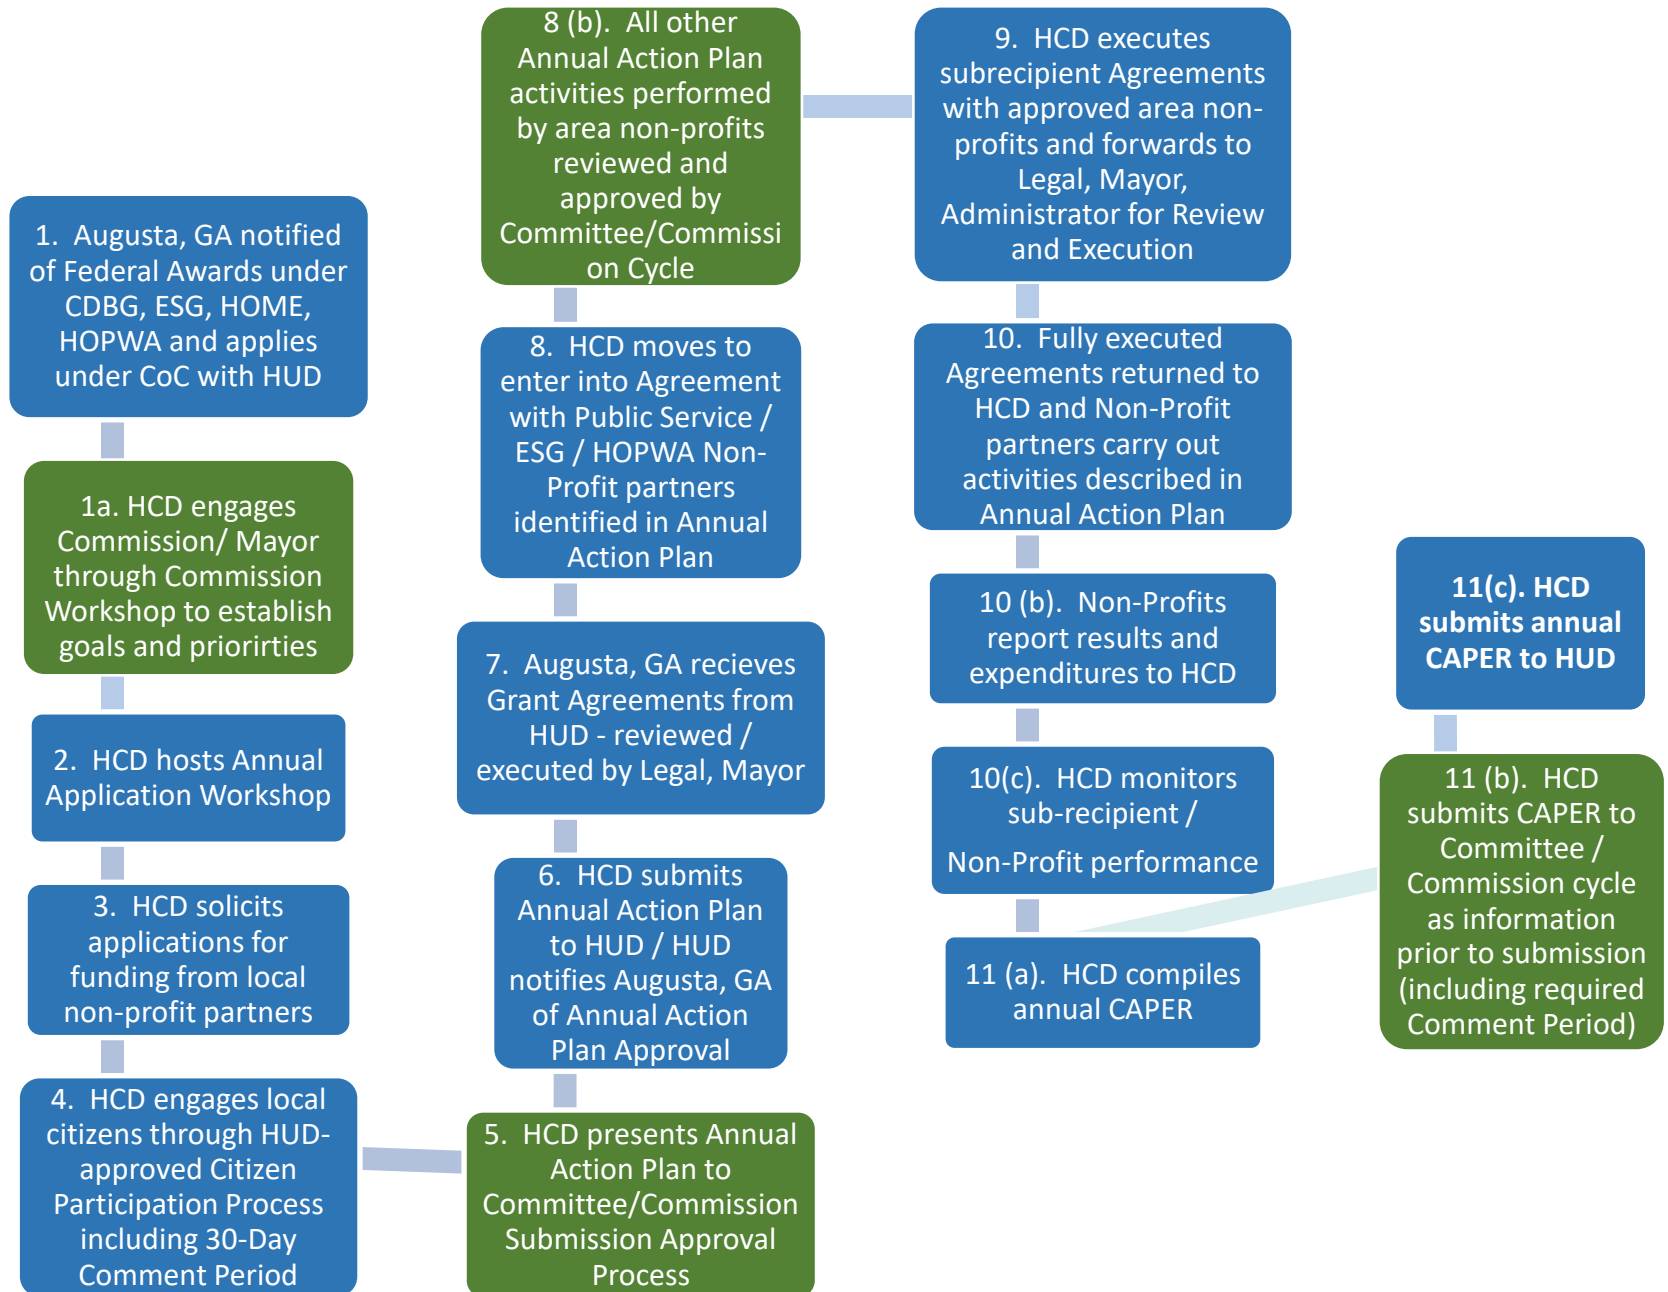 1.  Augusta, GA notified
of Federal Awards under
CDBG, ESG, HOME,
HOPWA and applies
under CoC with HUD
1a. HCD engages
Commission/ Mayor
through Commission
Workshop to establish
goals and priorirties
2.  HCD hosts Annual
Application Workshop
3.  HCD solicits
applications for
funding from local
non-profit partners
4.  HCD engages local
citizens through HUD-
approved Citizen
Participation Process
including 30-Day
Comment Period
5.  HCD presents Annual
Action Plan to
Committee/Commission
Submission Approval
Process
6.  HCD submits
Annual Action Plan
to HUD / HUD
notifies Augusta, GA
of Annual Action
Plan Approval
7.  Augusta, GA recieves
Grant Agreements from
HUD - reviewed /
executed by Legal, Mayor
8.  HCD moves to
enter into Agreement
with Public Service /
ESG / HOPWA Non-
Profit partners
identified in Annual
Action Plan
8 (b).  All other
Annual Action Plan
activities performed
by area non-profits
reviewed and
approved by
Committee/Commissi
on Cycle
9.  HCD executes
subrecipient Agreements
with approved area non-
profits and forwards to
Legal, Mayor,
Administrator for Review
and Execution
10.  Fully executed
Agreements returned to
HCD and Non-Profit
partners carry out
activities described in
Annual Action Plan
10 (b).  Non-Profits
report results and
expenditures to HCD
10(c).  HCD monitors
sub-recipient /
Non-Profit performance
11 (a).  HCD compiles
annual CAPER
11 (b).  HCD
submits CAPER to
Committee /
Commission cycle
as information
prior to submission
(including required
Comment Period)
11(c). HCD
submits annual
CAPER to HUD